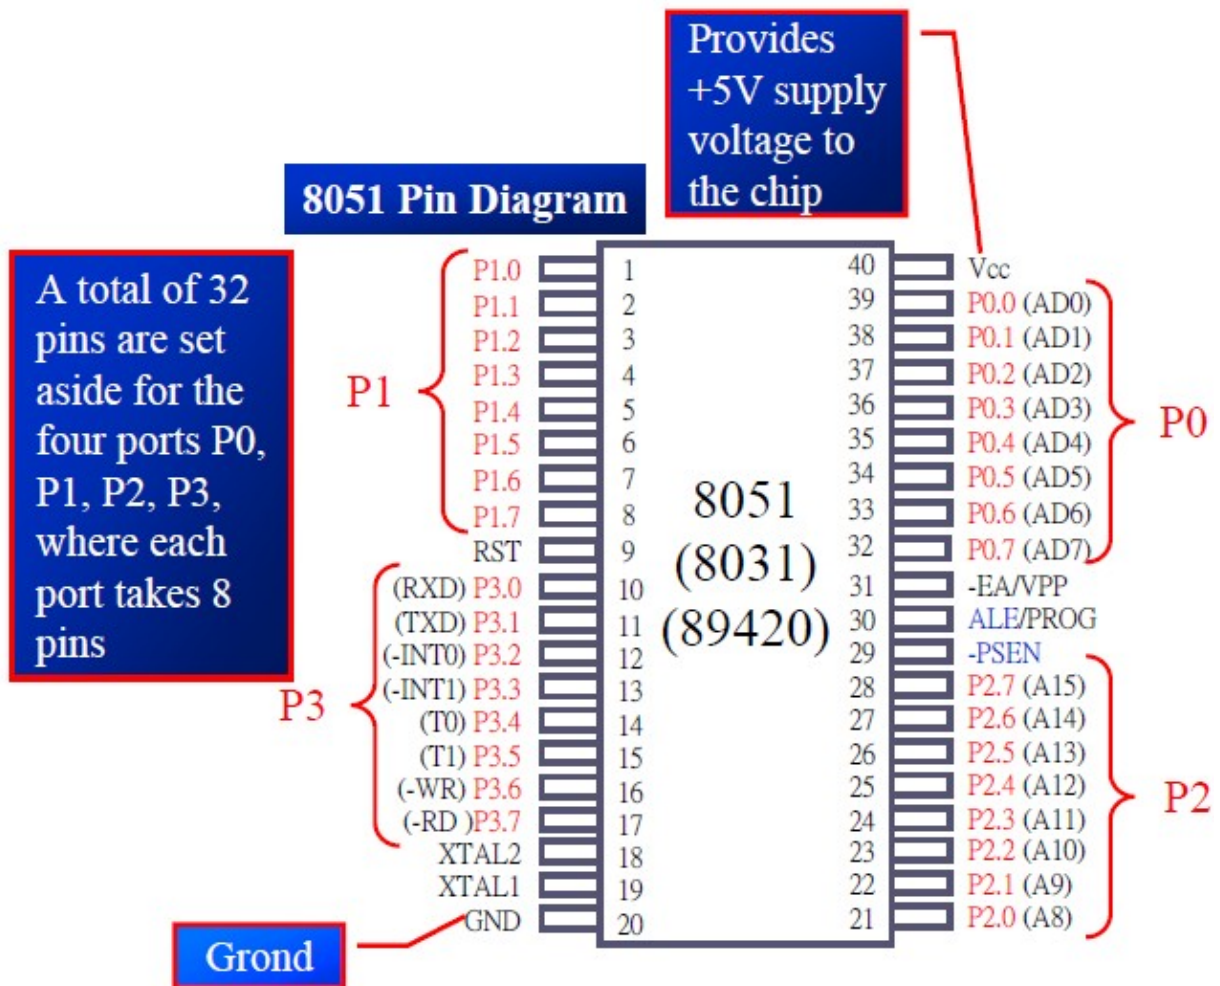 Provides
+5V supply
voltage to
the chip
8051 Pin Diagram
A total of 32
pins are set
aside for the
four ports P0,
P1, P2, P3,
where each
port takes 8
pins
P1
P1.0 1
P1.1 2
P1.2 3
P1.3 4
P1.4 5
P1.5 6
P1.6 7
P1.7 8
RST 9
P3
(RXD) P3.0 10
(TXD) P3.1 11
(-INT0) P3.2 12
(-INT1) P3.3 13
(T0) P3.4 14
(T1) P3.5 15
(-WR) P3.6 16
(-RD )P3.7 17
XTAL2 18
XTAL1 19
GND 20
Grond
8051
(8031)
(89420)
40 Vcc
39 P0.0 (AD0)
38 P0.1 (AD1)
37 P0.2 (AD2)
36 P0.3 (AD3)
35 P0.4 (AD4)
34 P0.5 (AD5)
33 P0.6 (AD6)
32 P0.7 (AD7)
P0
31 -EA/VPP
30 ALE/PROG
29 -PSEN
28 P2.7 (A15)
27 P2.6 (A14)
26 P2.5 (A13)
25 P2.4 (A12)
24 P2.3 (A11)
23 P2.2 (A10)
22 P2.1 (A9)
21 P2.0 (A8)
P2